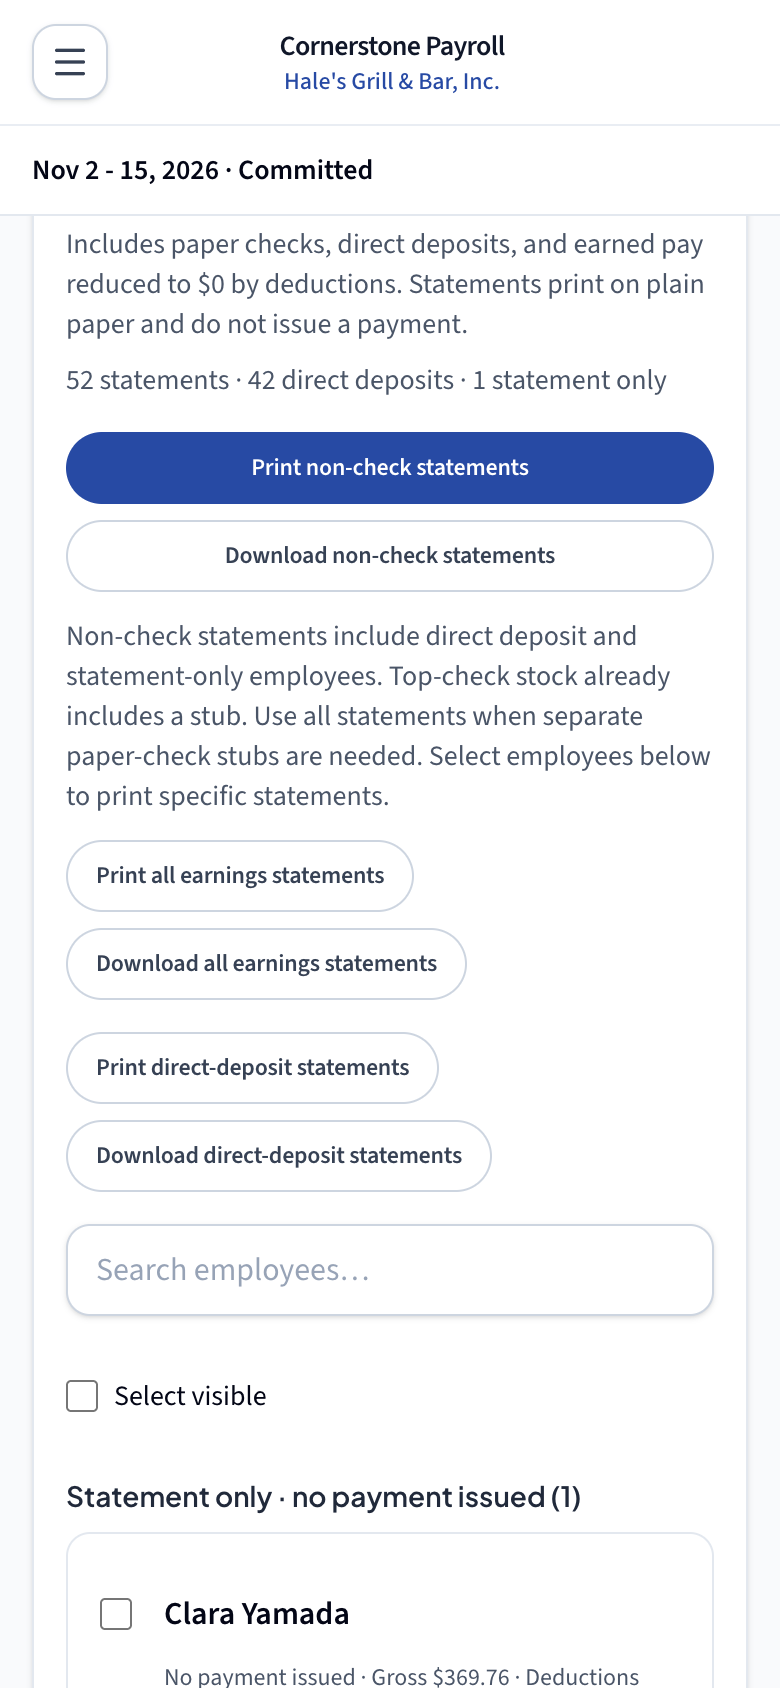 Cornerstone Payroll
Hale's Grill & Bar, Inc.
Nov 2 - 15, 2026 · Committed
Includes paper checks, direct deposits, and earned pay
reduced to $0 by deductions. Statements print on plain
paper and do not issue a payment.
52 statements · 42 direct deposits · 1 statement only
Print non-check statements
Download non-check statements
Non-check statements include direct deposit and
statement-only employees. Top-check stock already
includes a stub. Use all statements when separate
paper-check stubs are needed. Select employees below
to print specific statements.
Print all earnings statements
Download all earnings statements
Print direct-deposit statements
Download direct-deposit statements
Search employees...
Select visible
Statement only · no payment issued (1)
Clara Yamada
No payment issued · Gross $369.76 · Deductions